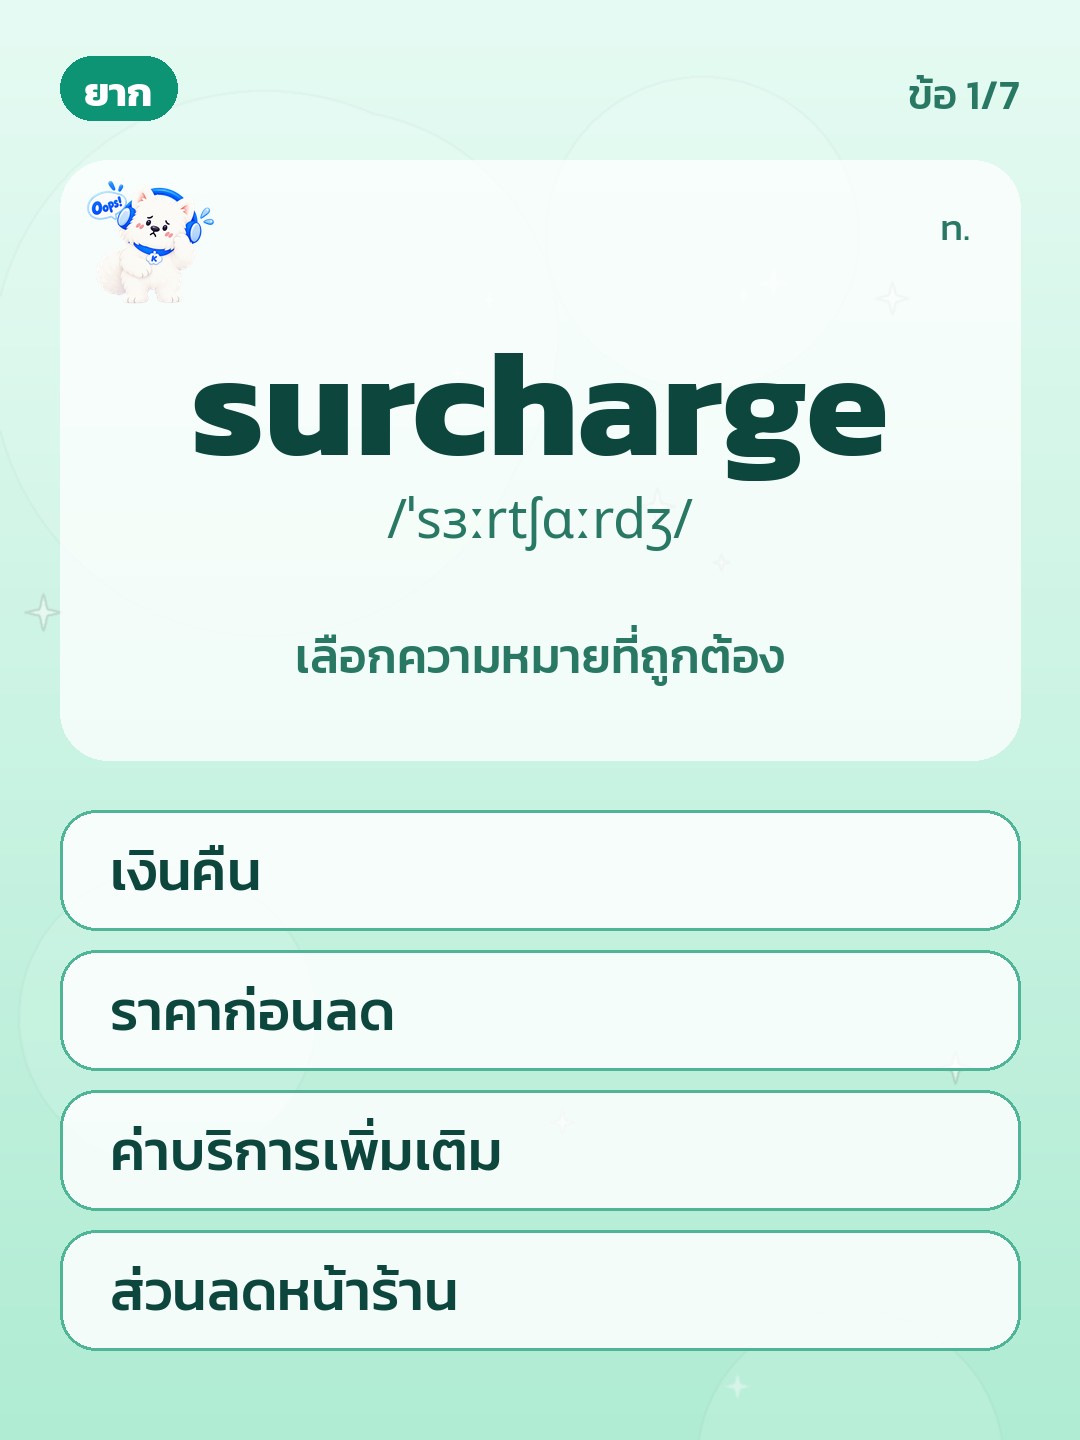 ยาก
ข้อ 1/7
Oops!
n.
K
surcharge
/ˈsɜːrtʃɑːrdʒ/
เลือกความหมายที่ถูกต้อง
เงินคืน
ราคาก่อนลด
ค่าบริการเพิ่มเติม
ส่วนลดหน้าร้าน